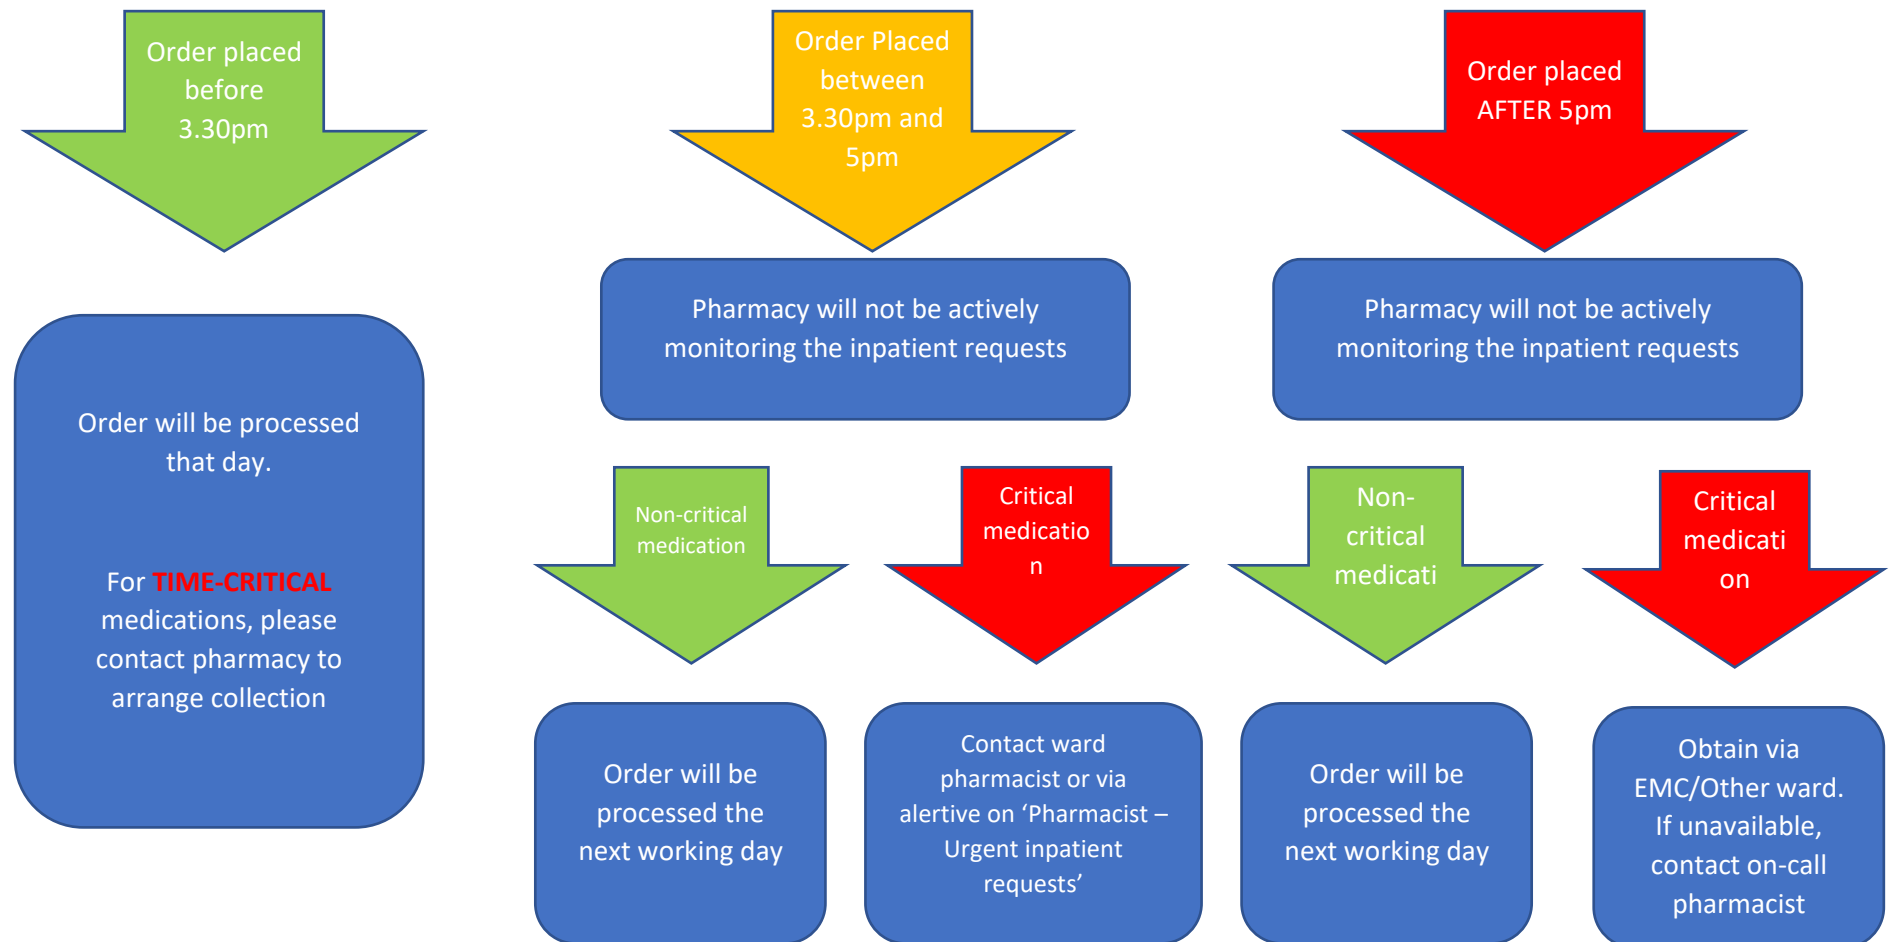 Order placed
before
3.30pm
Order Placed
between
3.30pm and
5pm
Order placed
AFTER 5pm
Pharmacy will not be actively
monitoring the inpatient requests
Pharmacy will not be actively
monitoring the inpatient requests
Order will be processed
that day.
For TIME-CRITICAL
medications, please
contact pharmacy to
arrange collection
Non-critical
medication
Critical
medicatio
n
Non-
critical
medicati
Critical
medicati
on
Order will be
processed the
next working day
Contact ward
pharmacist or via
alertive on ‘Pharmacist –
Urgent inpatient
requests’
Order will be
processed the
next working day
Obtain via
EMC/Other ward.
If unavailable,
contact on-call
pharmacist